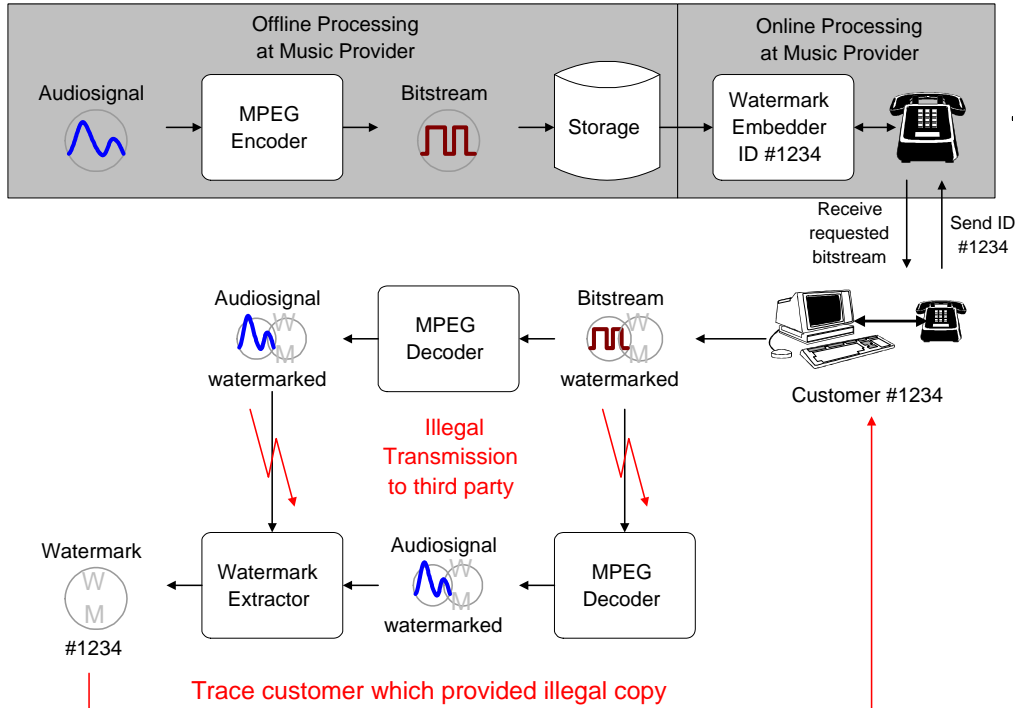 Offline Processing
at Music Provider
Online Processing
at Music Provider
Audiosignal
MPEG
Encoder
Bitstream
Storage
Watermark
Embedder
ID #1234
Receive
requested
bitstream
Send ID
#1234
Audiosignal
W
M
watermarked
MPEG
Decoder
Bitstream
W
M
watermarked
Customer #1234
Illegal
Transmission
to third party
Watermark
W
M
#1234
Watermark
Extractor
Audiosignal
W
M
watermarked
MPEG
Decoder
Trace customer which provided illegal copy